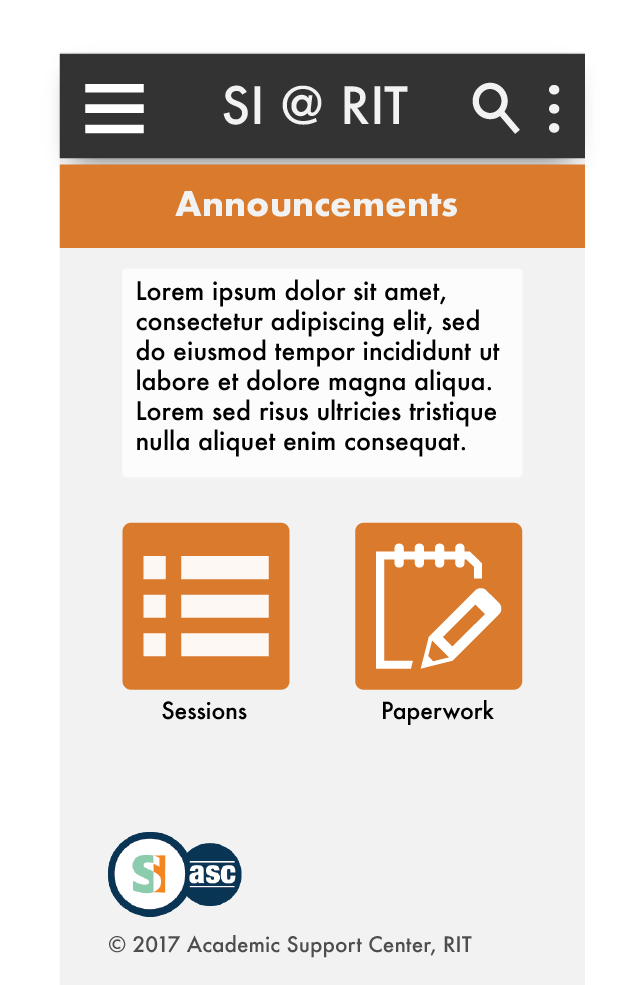 SI @ RIT
Announcements
Lorem ipsum dolor sit amet,
consectetur adipiscing elit, sed
do eiusmod tempor incididunt ut
labore et dolore magna aliqua.
Lorem sed risus ultricies tristique
nulla aliquet enim consequat.
Sessions
Paperwork
SI asc
© 2017 Academic Support Center, RIT